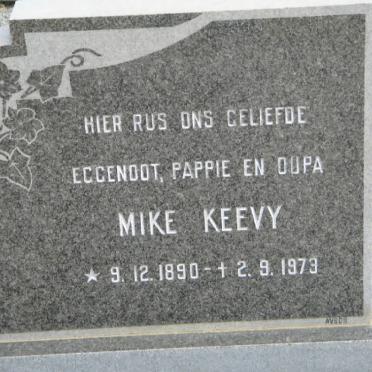 HIER RUS ONS GELIEFDE
EGGENOOT, PAPPIE EN OUPA
MIKE KEEVY
★ 9.12.1890 - ✝ 2.9.1973